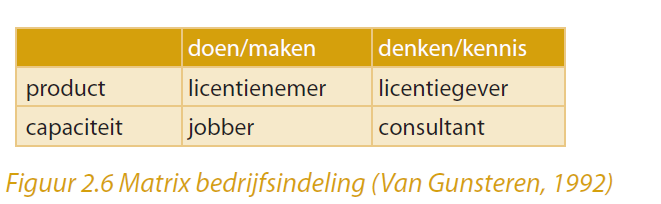 doen/maken denken/kennis
product licentienemer licentiegever
capaciteit jobber consultant
Figuur 2.6 Matrix bedrijfsindeling (Van Gunsteren, 1992)